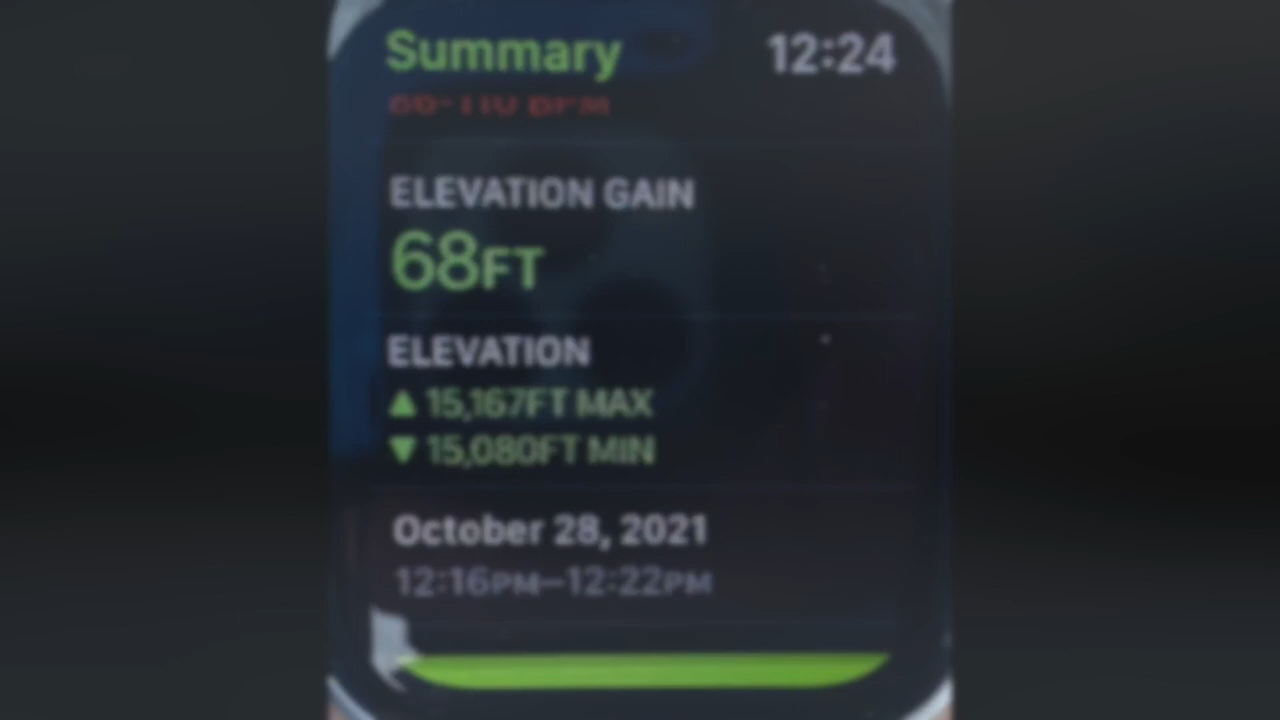 Summary 12:24
ELEVATION GAIN
68FT
ELEVATION
▲ 15,167FT MAX
▼ 15,080FT MIN
October 28, 2021
12:16PM–12:22PM